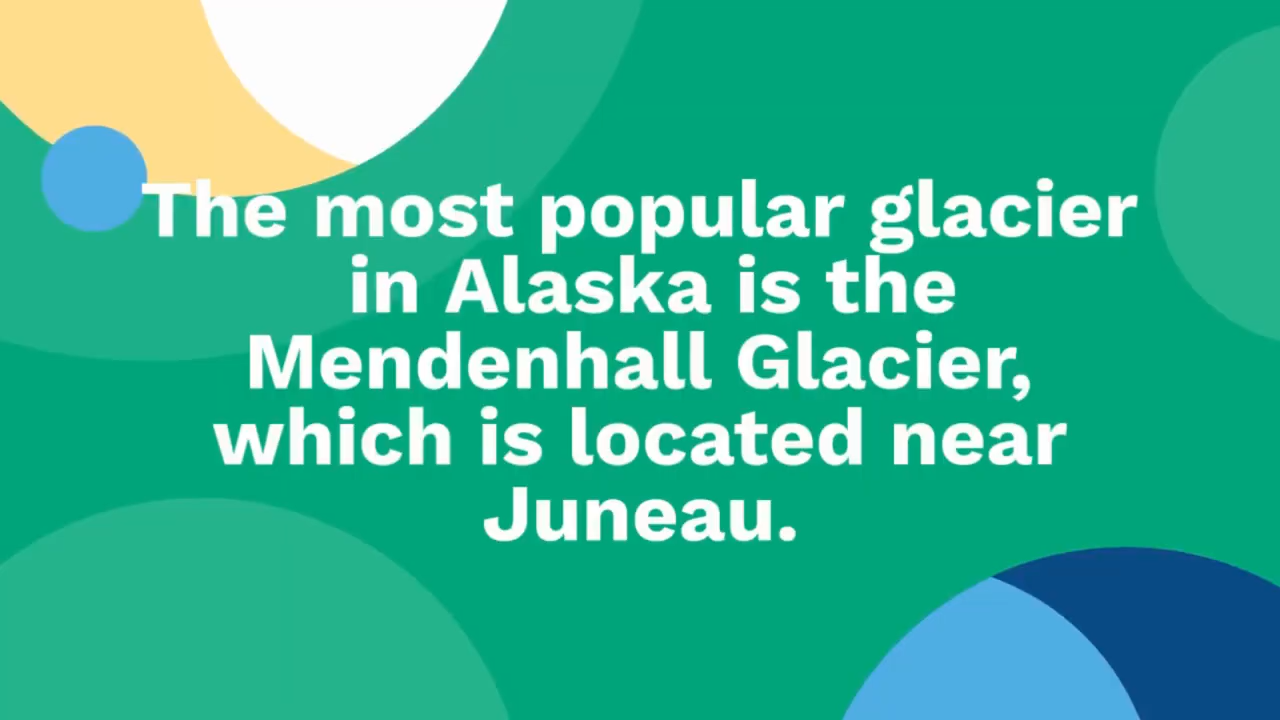 The most popular glacier
in Alaska is the
Mendenhall Glacier,
which is located near
Juneau.